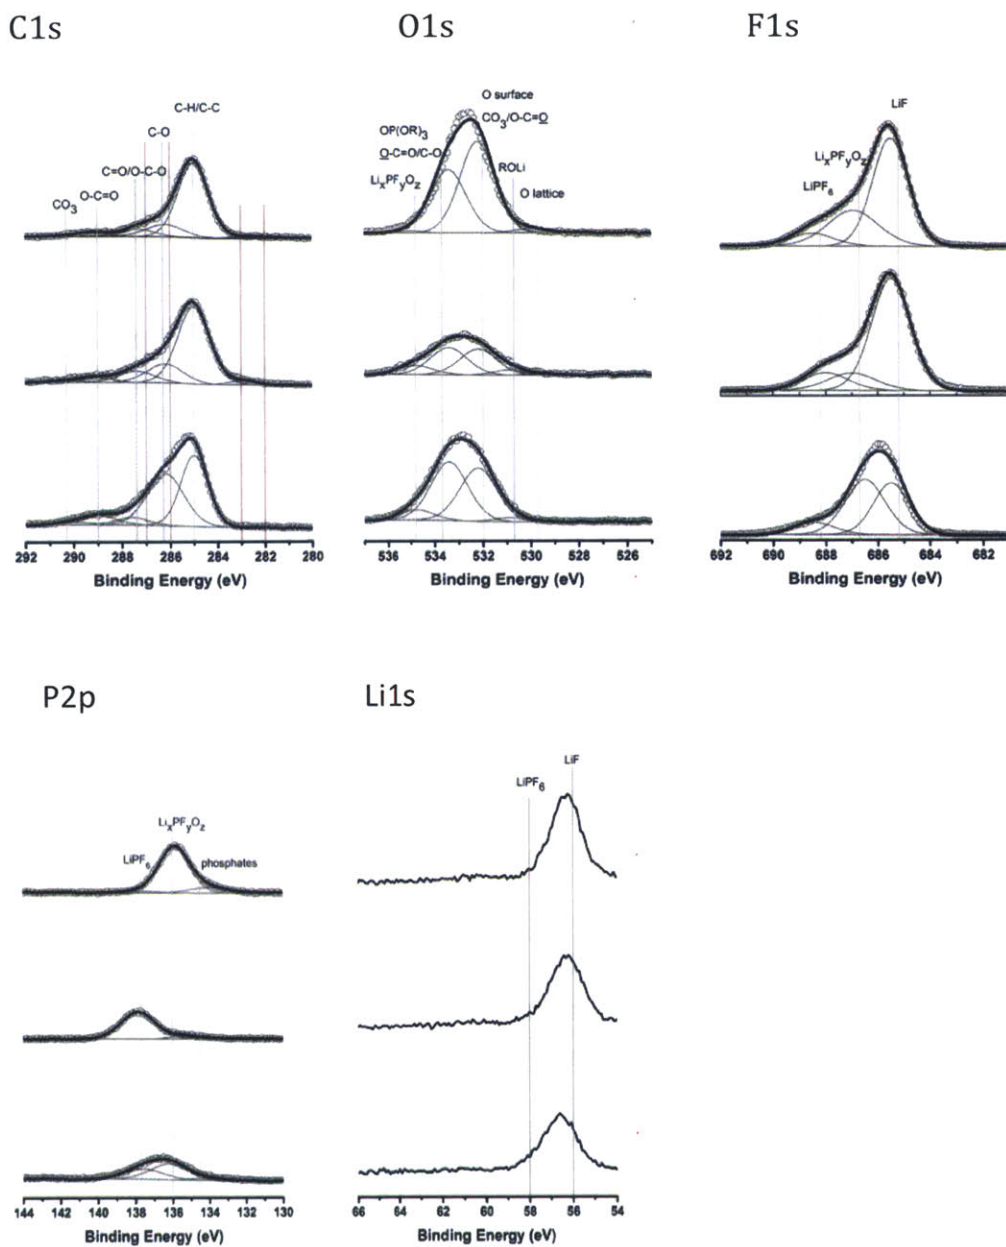 C1s
O1s
F1s
C-H/C-C
C-O
C=O/O-C-O
O-C=O
CO3
O surface
CO3/O-C=O
OP(OR)3
O-C=O/C-O
LixPFyOz
ROLi
O lattice
LiF
LixPFyOz
LiPF6
292 290 288 286 284 282 280
Binding Energy (eV)
536 534 532 530 528 526
Binding Energy (eV)
692 690 688 686 684 682
Binding Energy (eV)
P2p
Li1s
LixPFyOz
LiPF6
phosphates
LiF
LiPF6
144 142 140 138 136 134 132 130
Binding Energy (eV)
66 64 62 60 58 56 54
Binding Energy (eV)